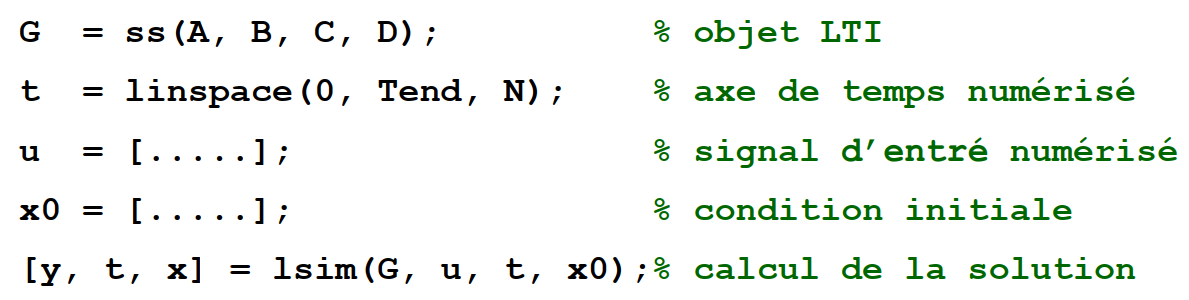 G  = ss(A, B, C, D);          % objet LTI
t  = linspace(0, Tend, N);    % axe de temps numérisé
u  = [.....];                 % signal d’entré numérisé
x0 = [.....];                 % condition initiale
[y, t, x] = lsim(G, u, t, x0);% calcul de la solution